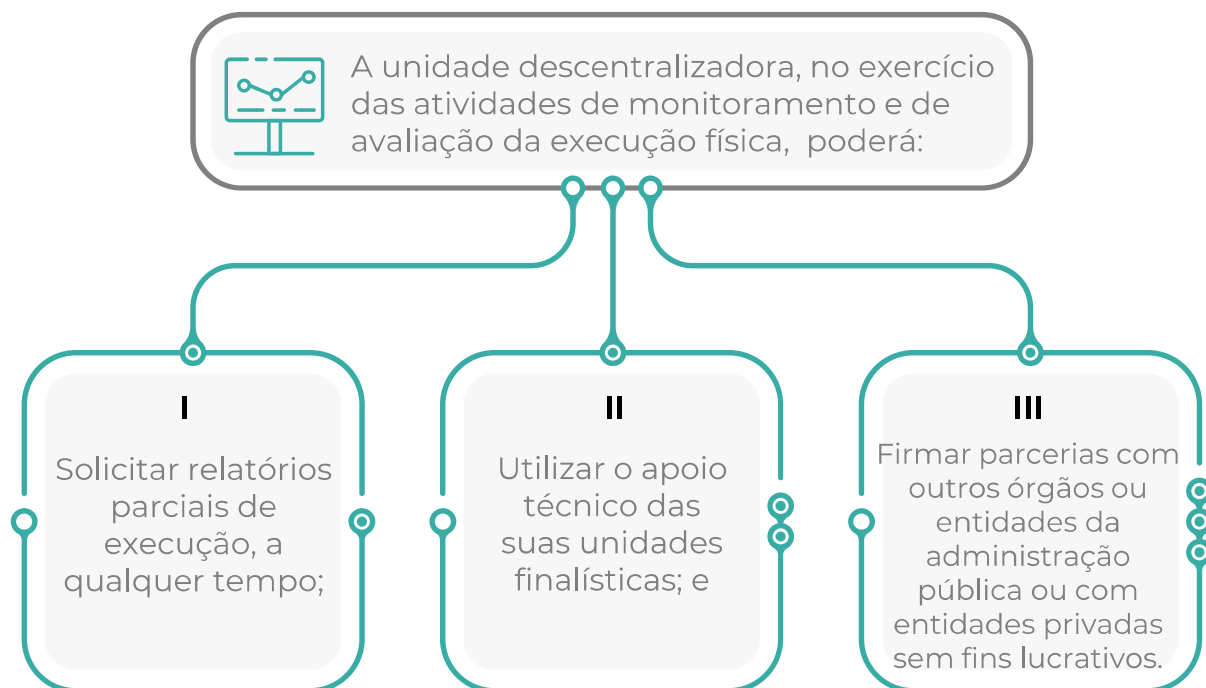 A unidade descentralizadora, no exercício
das atividades de monitoramento e de
avaliação da execução física, poderá:
I
Solicitar relatórios
parciais de
execução, a
qualquer tempo;
II
Utilizar o apoio
técnico das
suas unidades
finalísticas; e
III
Firmar parcerias com
outros órgãos ou
entidades da
administração
pública ou com
entidades privadas
sem fins lucrativos.